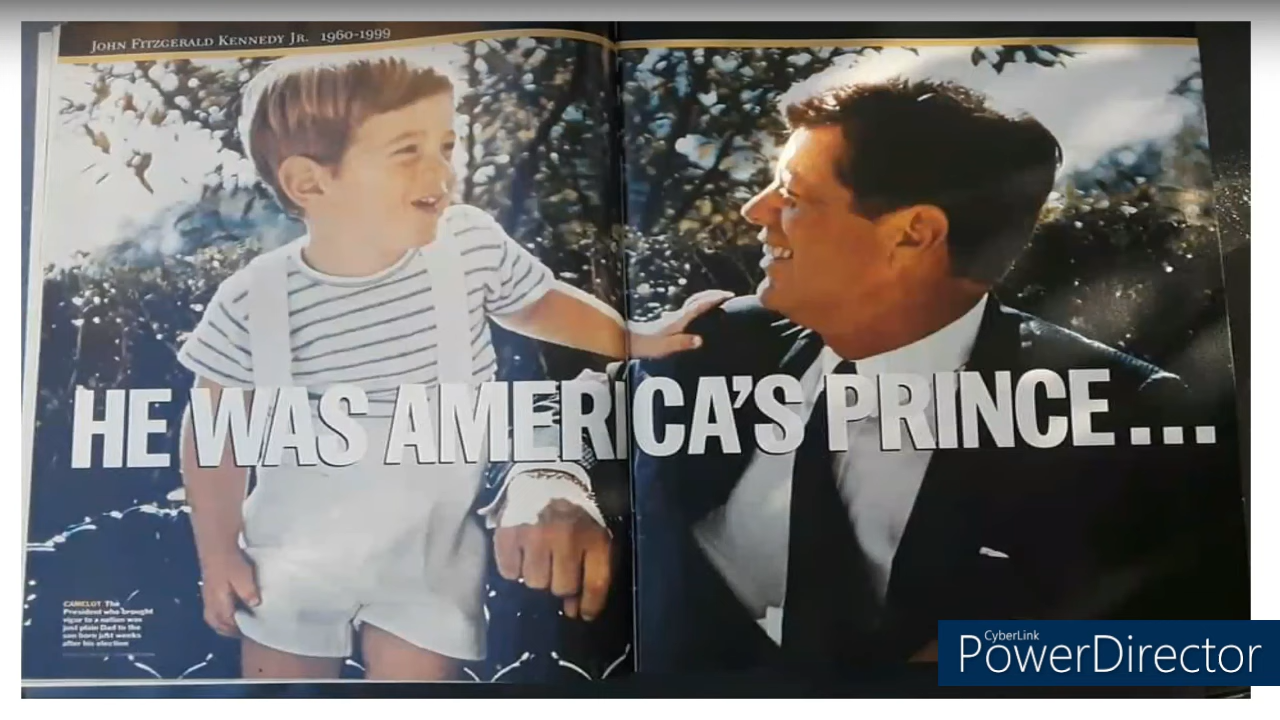 JOHN FITZGERALD KENNEDY JR. 1960-1999
HE WAS AMERICA'S PRINCE...
CAMELOT The
President who brought
vigor to a nation was
just plain Dad to the
son born just weeks
after his election
CyberLink
PowerDirector